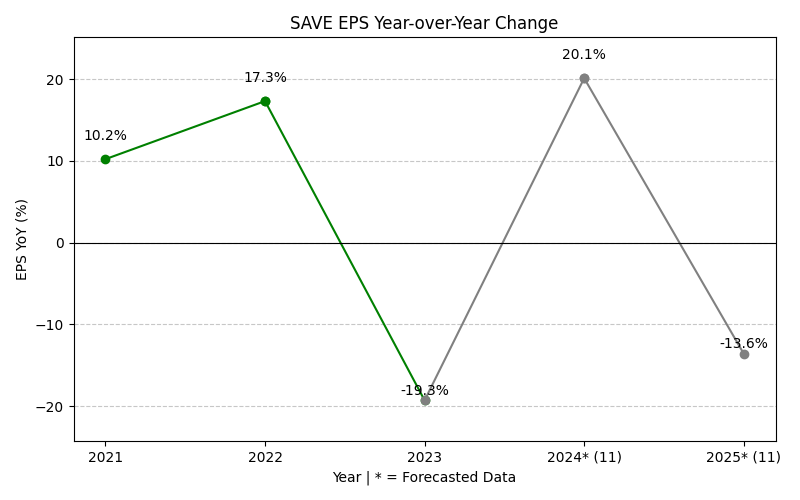 SAVE EPS Year-over-Year Change
20.1%
17.3%
10.2%
-13.6%
-19.3%
EPS YoY (%)
20
10
0
−10
−20
2021 2022 2023 2024* (11) 2025* (11)
Year | * = Forecasted Data